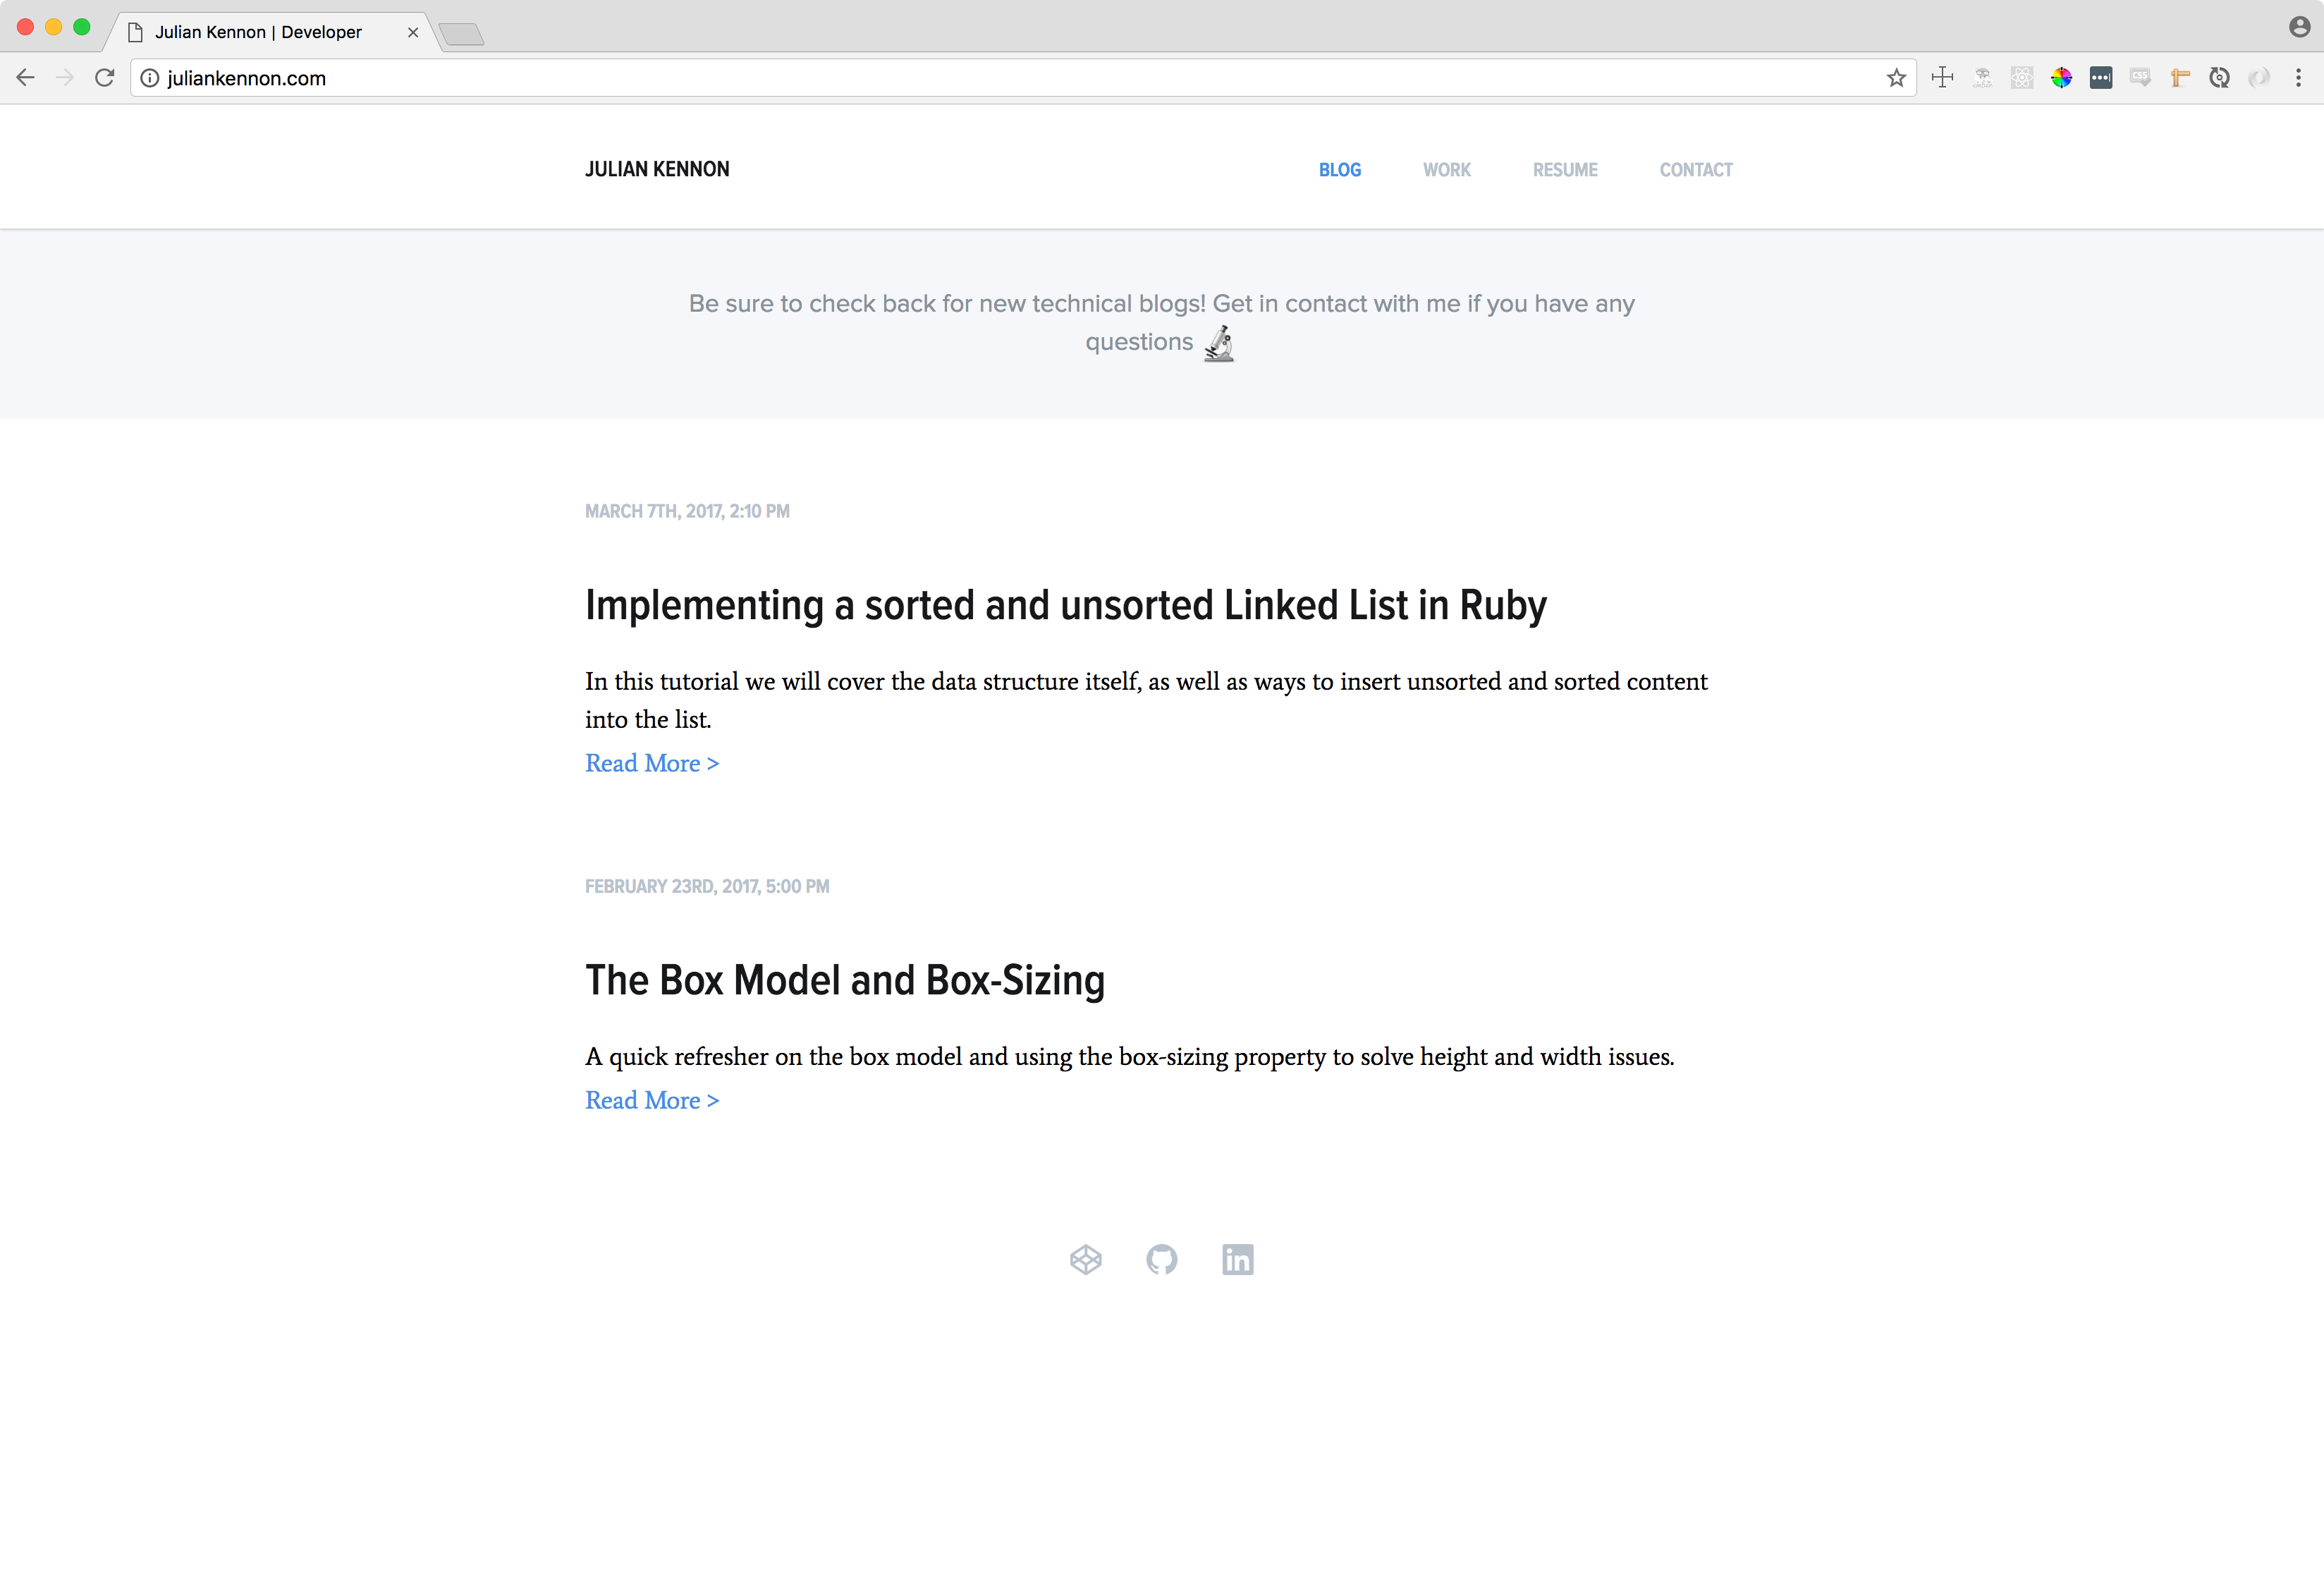 Julian Kennon | Developer
juliankennon.com
JULIAN KENNON
BLOG
WORK
RESUME
CONTACT
Be sure to check back for new technical blogs! Get in contact with me if you have any
questions 🔬
MARCH 7TH, 2017, 2:10 PM
Implementing a sorted and unsorted Linked List in Ruby
In this tutorial we will cover the data structure itself, as well as ways to insert unsorted and sorted content
into the list.
Read More >
FEBRUARY 23RD, 2017, 5:00 PM
The Box Model and Box-Sizing
A quick refresher on the box model and using the box-sizing property to solve height and width issues.
Read More >
in